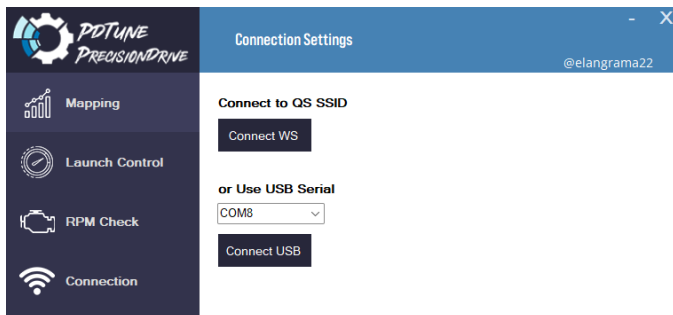 PDTUNE
PRECISIONDRIVE
Connection Settings
-
X
@elangrama22
Mapping
Launch Control
RPM Check
Connection
Connect to QS SSID
Connect WS
or Use USB Serial
COM8
Connect USB